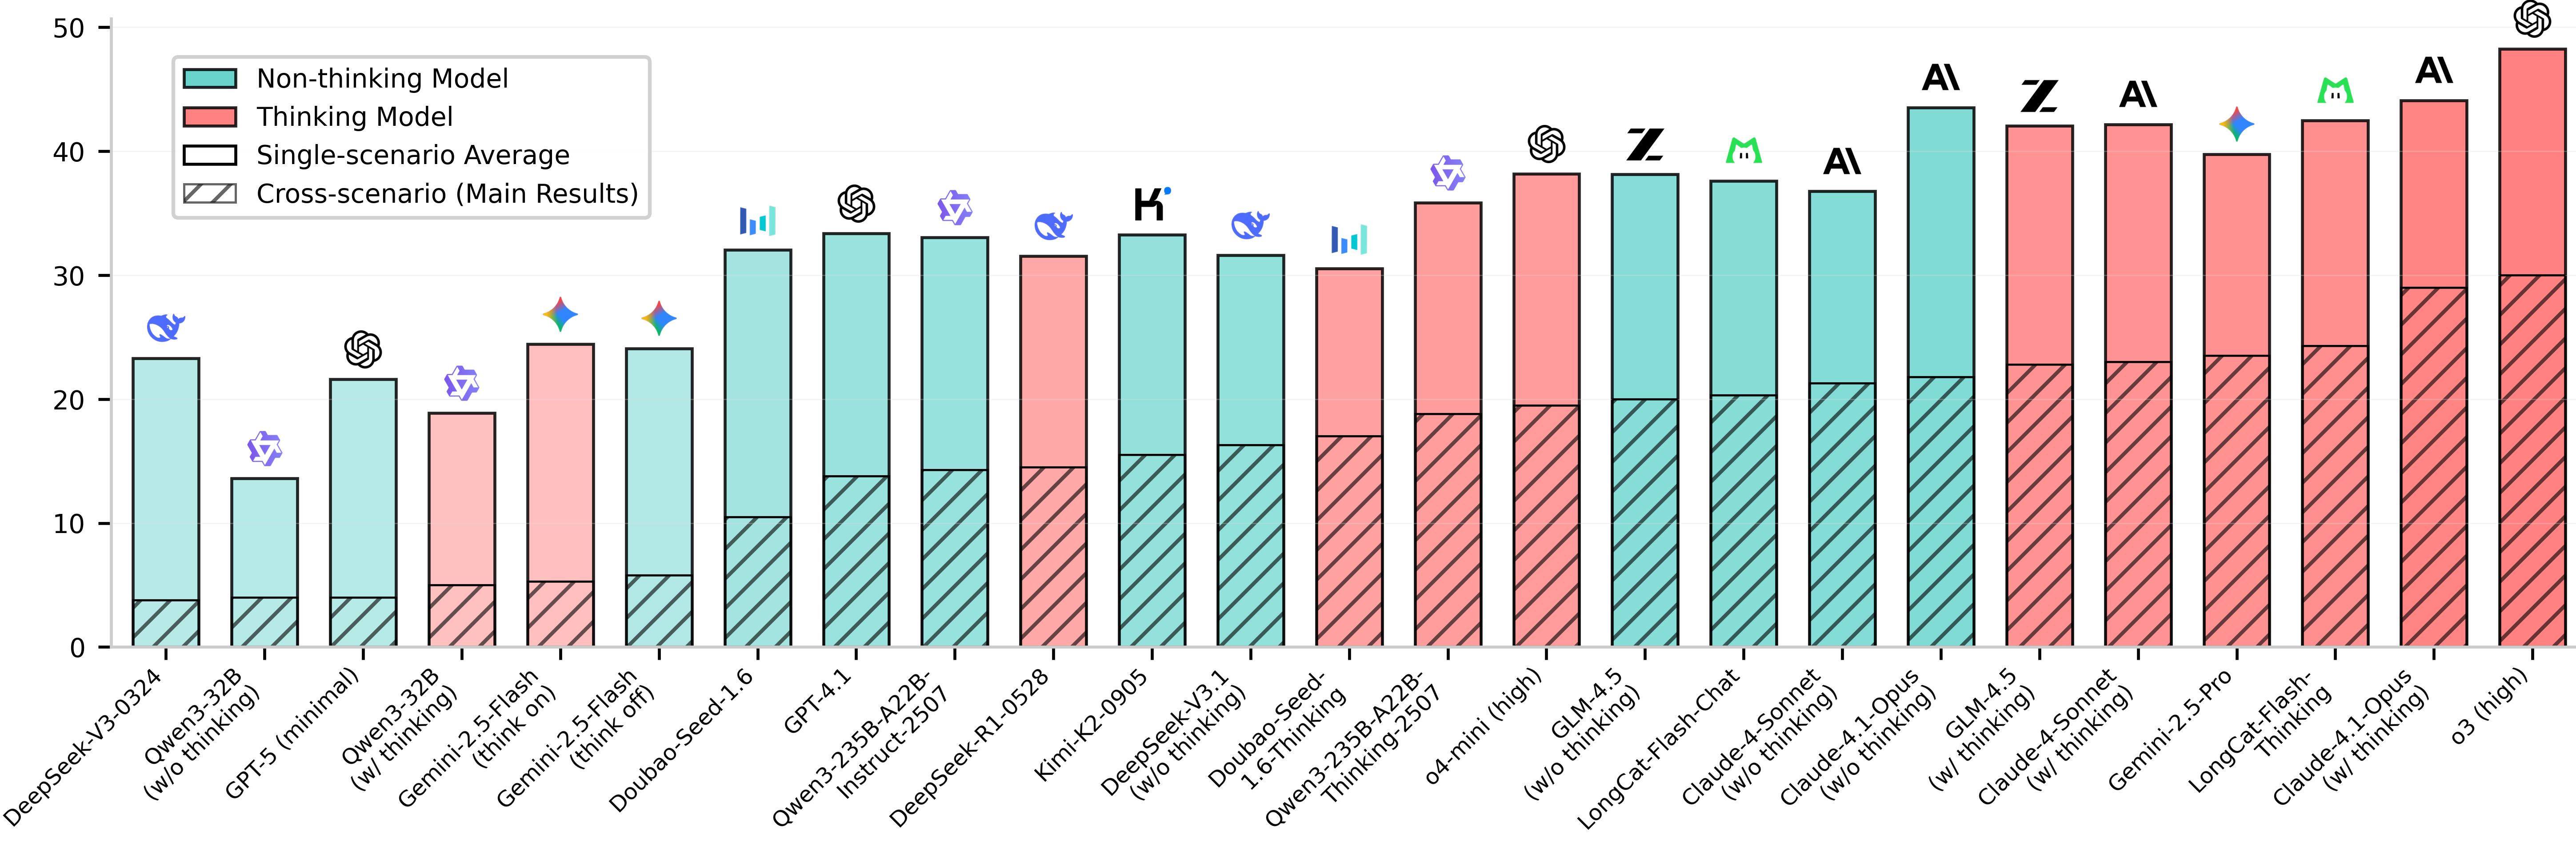 50
40
30
20
10
0
Non-thinking Model
Thinking Model
Single-scenario Average
Cross-scenario (Main Results)
DeepSeek-V3-0324
Qwen3-32B
(w/o thinking)
GPT-5 (minimal)
Qwen3-32B
(w/ thinking)
Gemini-2.5-Flash
(think on)
Gemini-2.5-Flash
(think off)
Doubao-Seed-1.6
GPT-4.1
Qwen3-235B-A22B-
Instruct-2507
DeepSeek-R1-0528
Kimi-K2-0905
DeepSeek-V3.1
(w/o thinking)
Doubao-Seed-
1.6-Thinking
Qwen3-235B-A22B-
Thinking-2507
o4-mini (high)
GLM-4.5
(w/o thinking)
LongCat-Flash-Chat
Claude-4-Sonnet
(w/o thinking)
Claude-4.1-Opus
(w/o thinking)
GLM-4.5
(w/ thinking)
Claude-4-Sonnet
(w/ thinking)
Gemini-2.5-Pro
LongCat-Flash-
Thinking
Claude-4.1-Opus
(w/ thinking)
o3 (high)